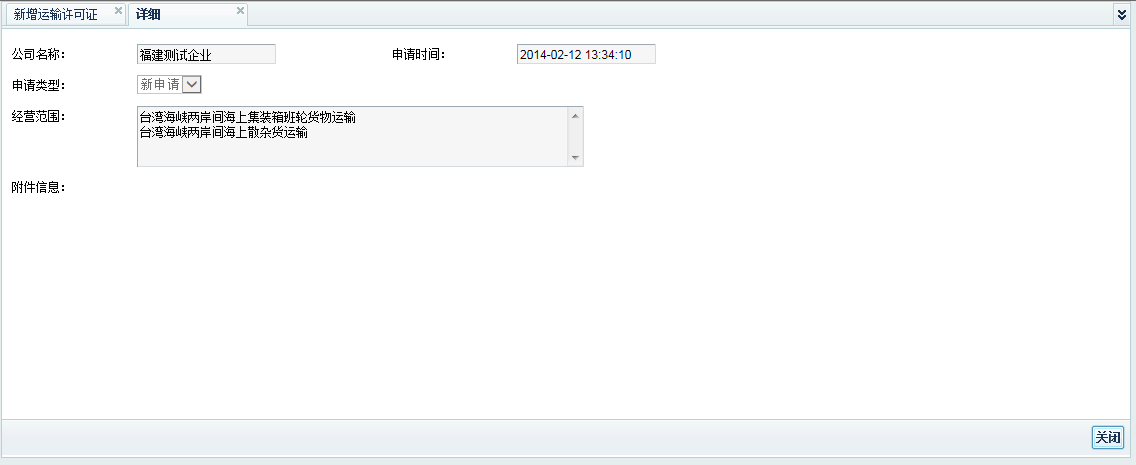 新增运输许可证
详细
公司名称：
福建测试企业
申请时间：
2014-02-12 13:34:10
申请类型：
新申请
经营范围：
台湾海峡两岸间海上集装箱班轮货物运输
台湾海峡两岸间海上散杂货运输
附件信息：
关闭